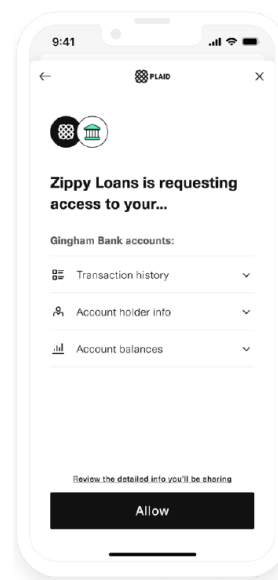 9:41
PLAID
Zippy Loans is requesting
access to your...
Gingham Bank accounts:
Transaction history
Account holder info
Account balances
Review the detailed info you'll be sharing
Allow